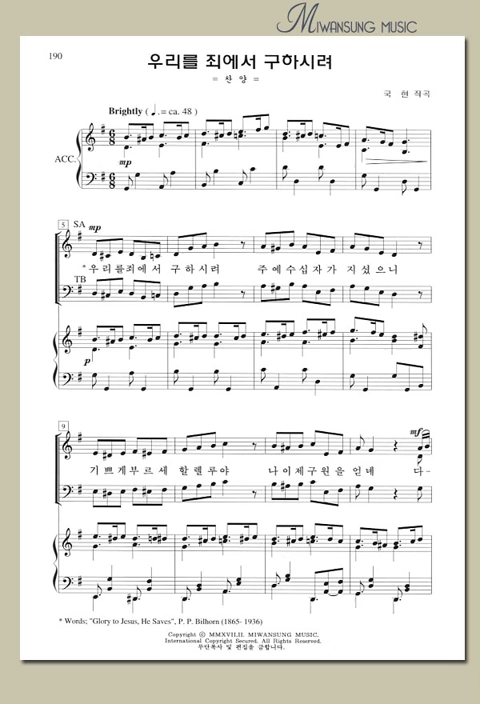 MIWANSUNG MUSIC
190
우리를 죄에서 구하시려
= 찬 양 =
국 현 작곡
Brightly ( ♩. = ca. 48 )
ACC.
mp
5
SA mp
*우리를죄에서 구하시려 주예수십자가 지셨으니
TB
p
9
mf
기쁘게부르세 할렐루야 나이제구원을얻네 다-
* Words; "Glory to Jesus, He Saves", P. P. Bilhorn (1865- 1936)
Copyright © MMXVII.II. MIWANSUNG MUSIC.
International Copyright Secured. All Rights Reserved.
무단복사 및 편집을 금합니다.